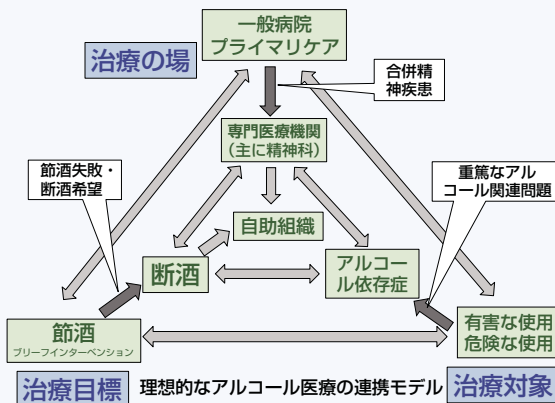 一般病院
プライマリケア
治療の場
合併精
神疾患
専門医療機関
(主に精神科)
節酒失敗・
断酒希望
重篤なアル
コール関連問題
自助組織
断酒
アルコー
ル依存症
節酒
ブリーフインターベンション
有害な使用
危険な使用
治療目標
理想的なアルコール医療の連携モデル
治療対象